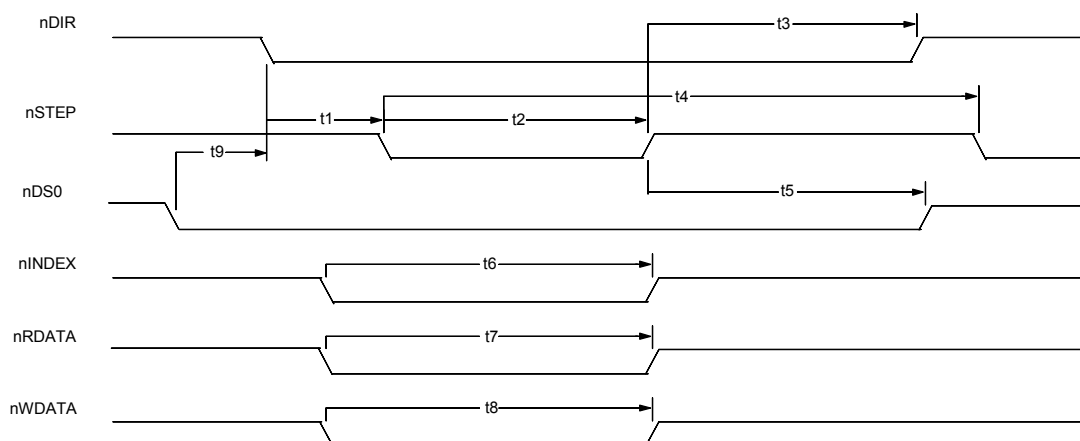 nDIR
t3
t4
nSTEP
t1
t2
t9
nDS0
t5
nINDEX
t6
nRDATA
t7
nWDATA
t8